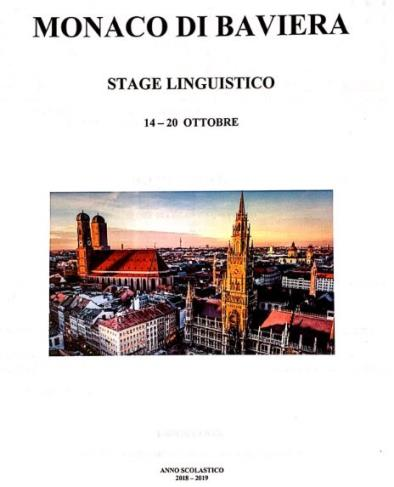 MONACO DI BAVIERA
STAGE LINGUISTICO
14 – 20 OTTOBRE
ANNO SCOLASTICO
2018 – 2019